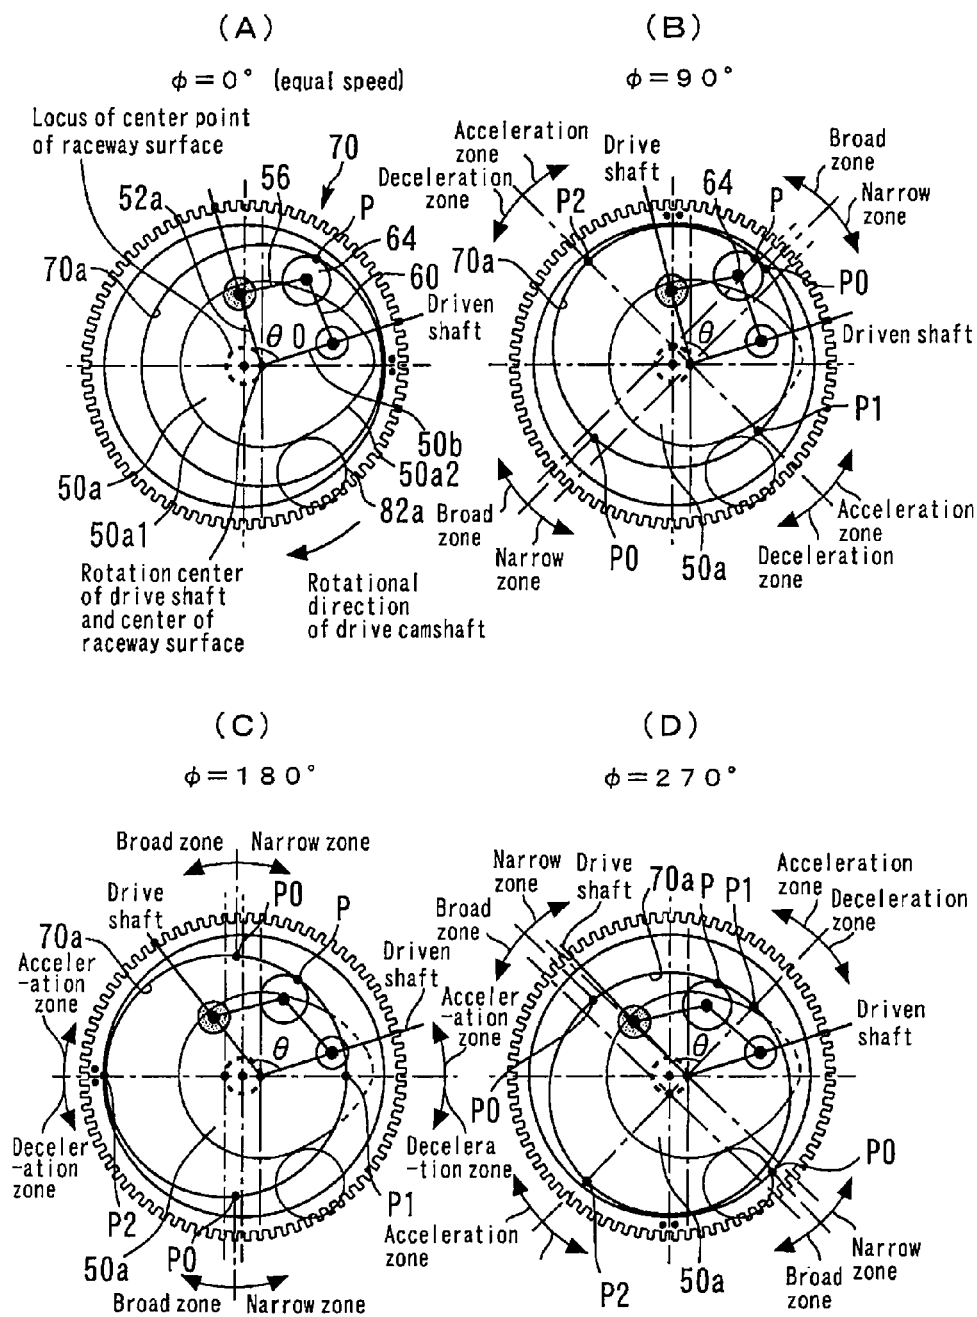 (A)
φ=0° (equal speed)
Locus of center point
of raceway surface
70
52a
56
P
64
70a
60
Driven
shaft
θ0
50b
50a2
50a
82a
50a1
Rotation center
of drive shaft
and center of
raceway surface
Rotational
direction
of drive camshaft
(B)
φ=90°
Acceleration
zone
Deceleration
zone
Drive
shaft
Broad
zone
64
P
Narrow
zone
P2
70a
P0
θ
Driven shaft
P1
Broad
zone
Narrow
zone
P0
50a
Acceleration
zone
Deceleration
zone
(C)
φ=180°
Broad zone
Narrow zone
Drive
shaft
P0
P
70a
Driven
shaft
Acceler
-ation
zone
Acceler
-ation
zone
θ
Deceler
-ation
zone
Decelera
-tion zone
P2
P1
P0
50a
Broad zone
Narrow zone
(D)
φ=270°
Narrow
zone
Drive
shaft
70a
P
P1
Acceleration
zone
Deceleration
zone
Broad
zone
Driven
shaft
θ
P0
P0
Acceleration
zone
P2
50a
Broad
zone
Narrow
zone